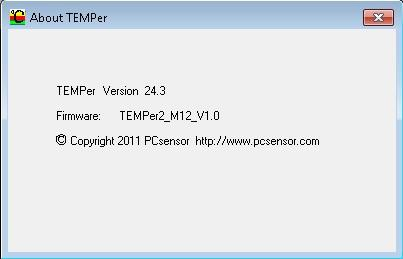 About TEMPer
TEMPer Version 24.3
Firmware: TEMPer2_M12_V1.0
© Copyright 2011 PCsensor http://www.pcsensor.com